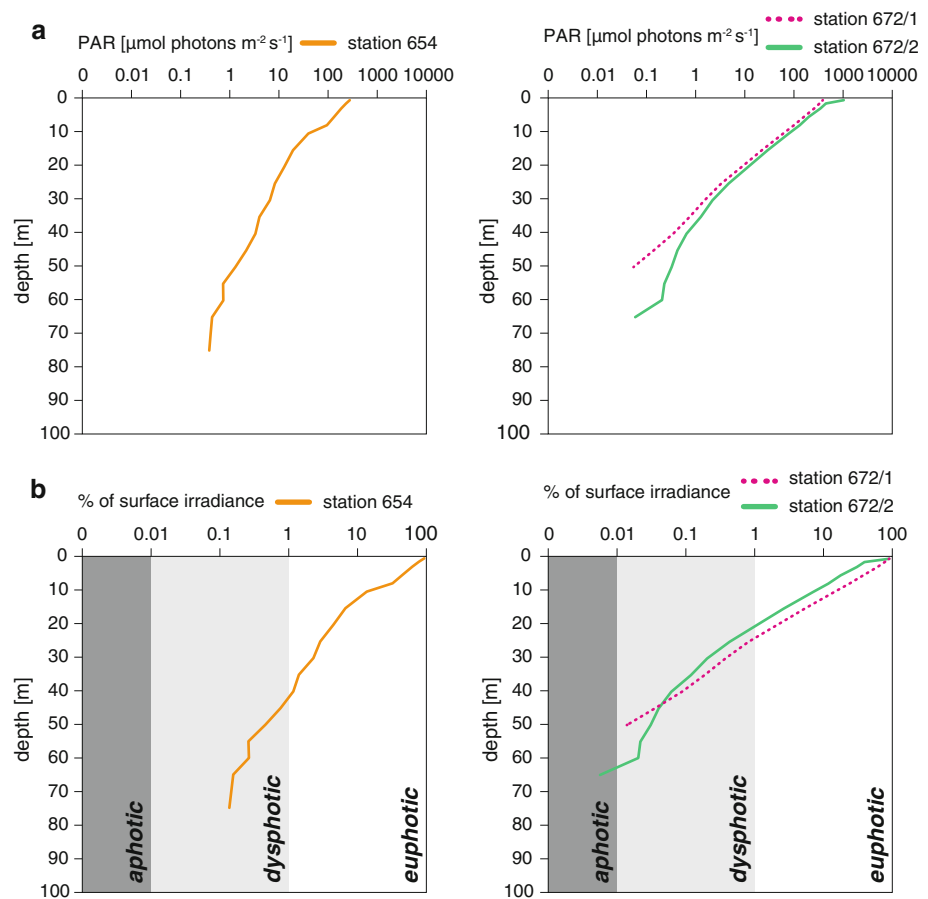 a
PAR [µmol photons m⁻² s⁻¹] station 654
0 0.01 0.1 1 10 100 1000 10000
0
10
20
30
40
50
60
70
80
90
100
depth [m]
PAR [µmol photons m⁻² s⁻¹]
station 672/1
station 672/2
0 0.01 0.1 1 10 100 1000 10000
0
10
20
30
40
50
60
70
80
90
100
depth [m]
b
% of surface irradiance station 654
0 0.01 0.1 1 10 100
0
10
20
30
40
50
60
70
80
90
100
depth [m]
aphotic
dysphotic
euphotic
% of surface irradiance
station 672/1
station 672/2
0 0.01 0.1 1 10 100
0
10
20
30
40
50
60
70
80
90
100
depth [m]
aphotic
dysphotic
euphotic